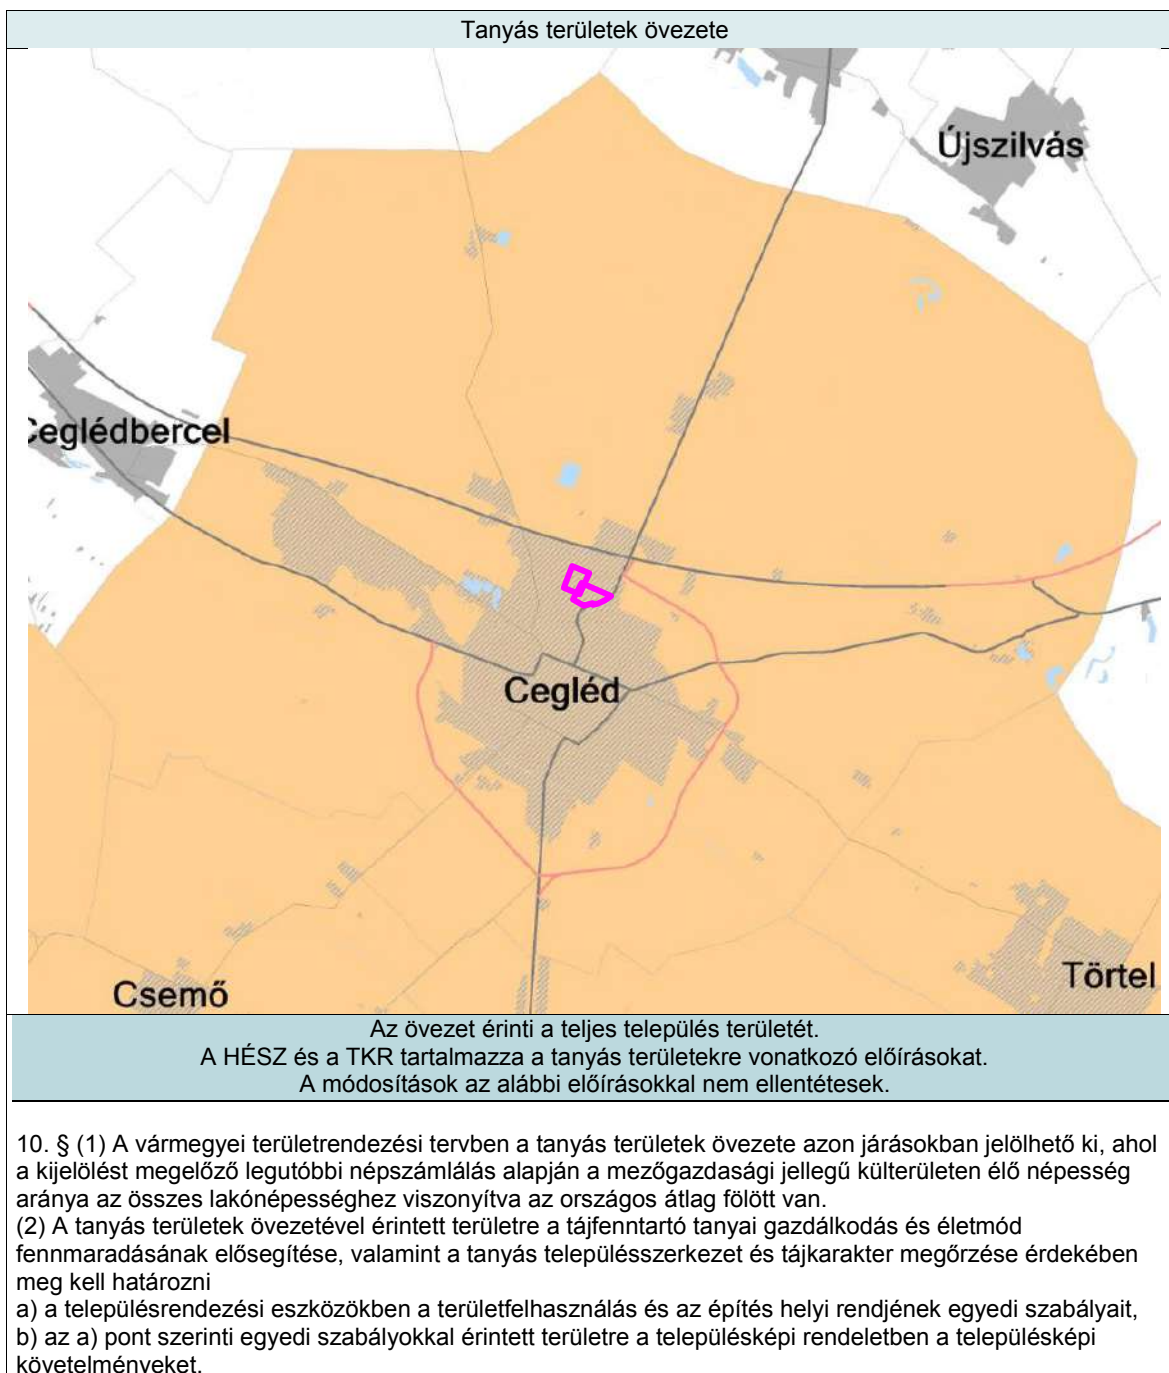 Tanyás területek övezete
Újszilvás
Ceglédbercel
Cegléd
Törtel
Csemő
Az övezet érinti a teljes település területét.
A HÉSZ és a TKR tartalmazza a tanyás területekre vonatkozó előírásokat.
A módosítások az alábbi előírásokkal nem ellentétesek.
10. § (1) A vármegyei területrendezési tervben a tanyás területek övezete azon járásokban jelölhető ki, ahol
a kijelölést megelőző legutóbbi népszámlálás alapján a mezőgazdasági jellegű külterületen élő népesség
aránya az összes lakónépességhez viszonyítva az országos átlag fölött van.
(2) A tanyás területek övezetével érintett területre a tájfenntartó tanyai gazdálkodás és életmód
fennmaradásának elősegítése, valamint a tanyás településszerkezet és tájkarakter megőrzése érdekében
meg kell határozni
a) a településrendezési eszközökben a területfelhasználás és az építés helyi rendjének egyedi szabályait,
b) az a) pont szerinti egyedi szabályokkal érintett területre a településképi rendeletben a településképi
követelményeket.